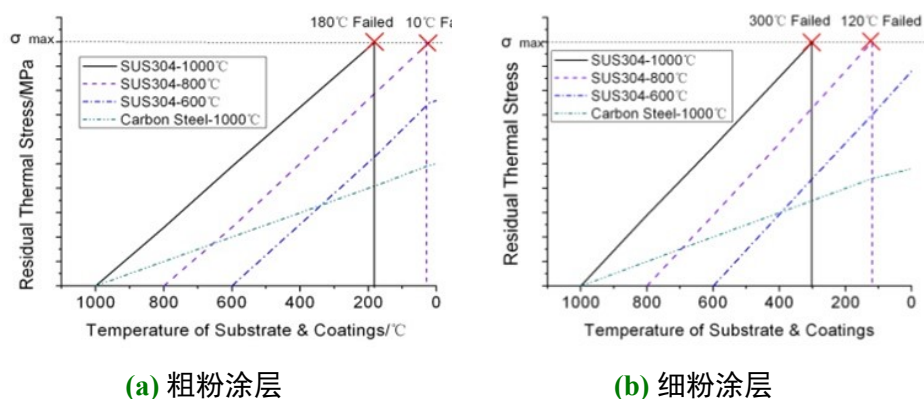 180℃ Failed
10℃ Fai
σ max
SUS304-1000℃
SUS304-800℃
SUS304-600℃
Carbon Steel-1000℃
Residual Thermal Stress/MPa
1000 800 600 400 200 0
Temperature of Substrate & Coatings/℃
(a) 粗粉涂层
300℃ Failed
120℃ Fai
σ max
SUS304-1000℃
SUS304-800℃
SUS304-600℃
Carbon Steel-1000℃
Residual Thermal Stress
1000 800 600 400 200 0
Temperature of Substrate & Coatings
(b) 细粉涂层